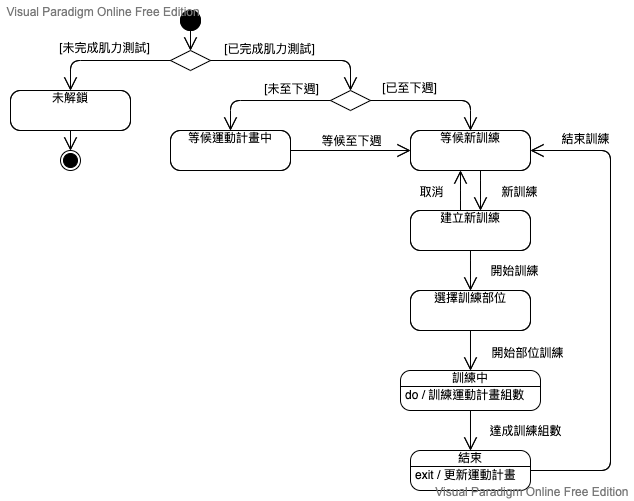 Visual Paradigm Online Free Edition
[未完成肌力測試]
[已完成肌力測試]
[未至下週]
[已至下週]
未解鎖
等候運動計畫中
等候至下週
等候新訓練
結束訓練
取消
新訓練
建立新訓練
開始訓練
選擇訓練部位
開始部位訓練
訓練中
do / 訓練運動計畫組數
達成訓練組數
結束
exit / 更新運動計畫
Visual Paradigm Online Free Edition